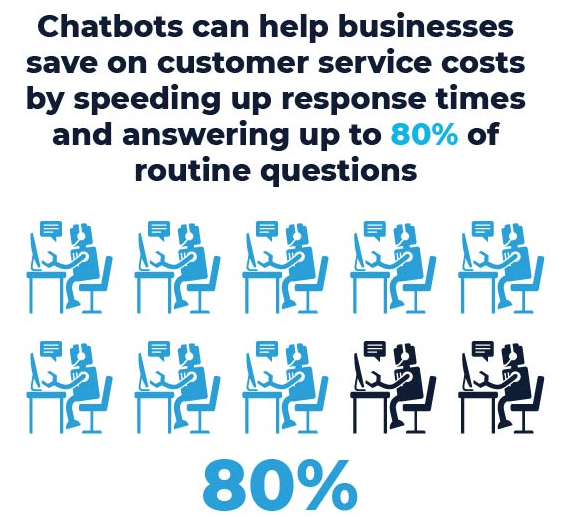 Chatbots can help businesses
save on customer service costs
by speeding up response times
and answering up to 80% of
routine questions
80%